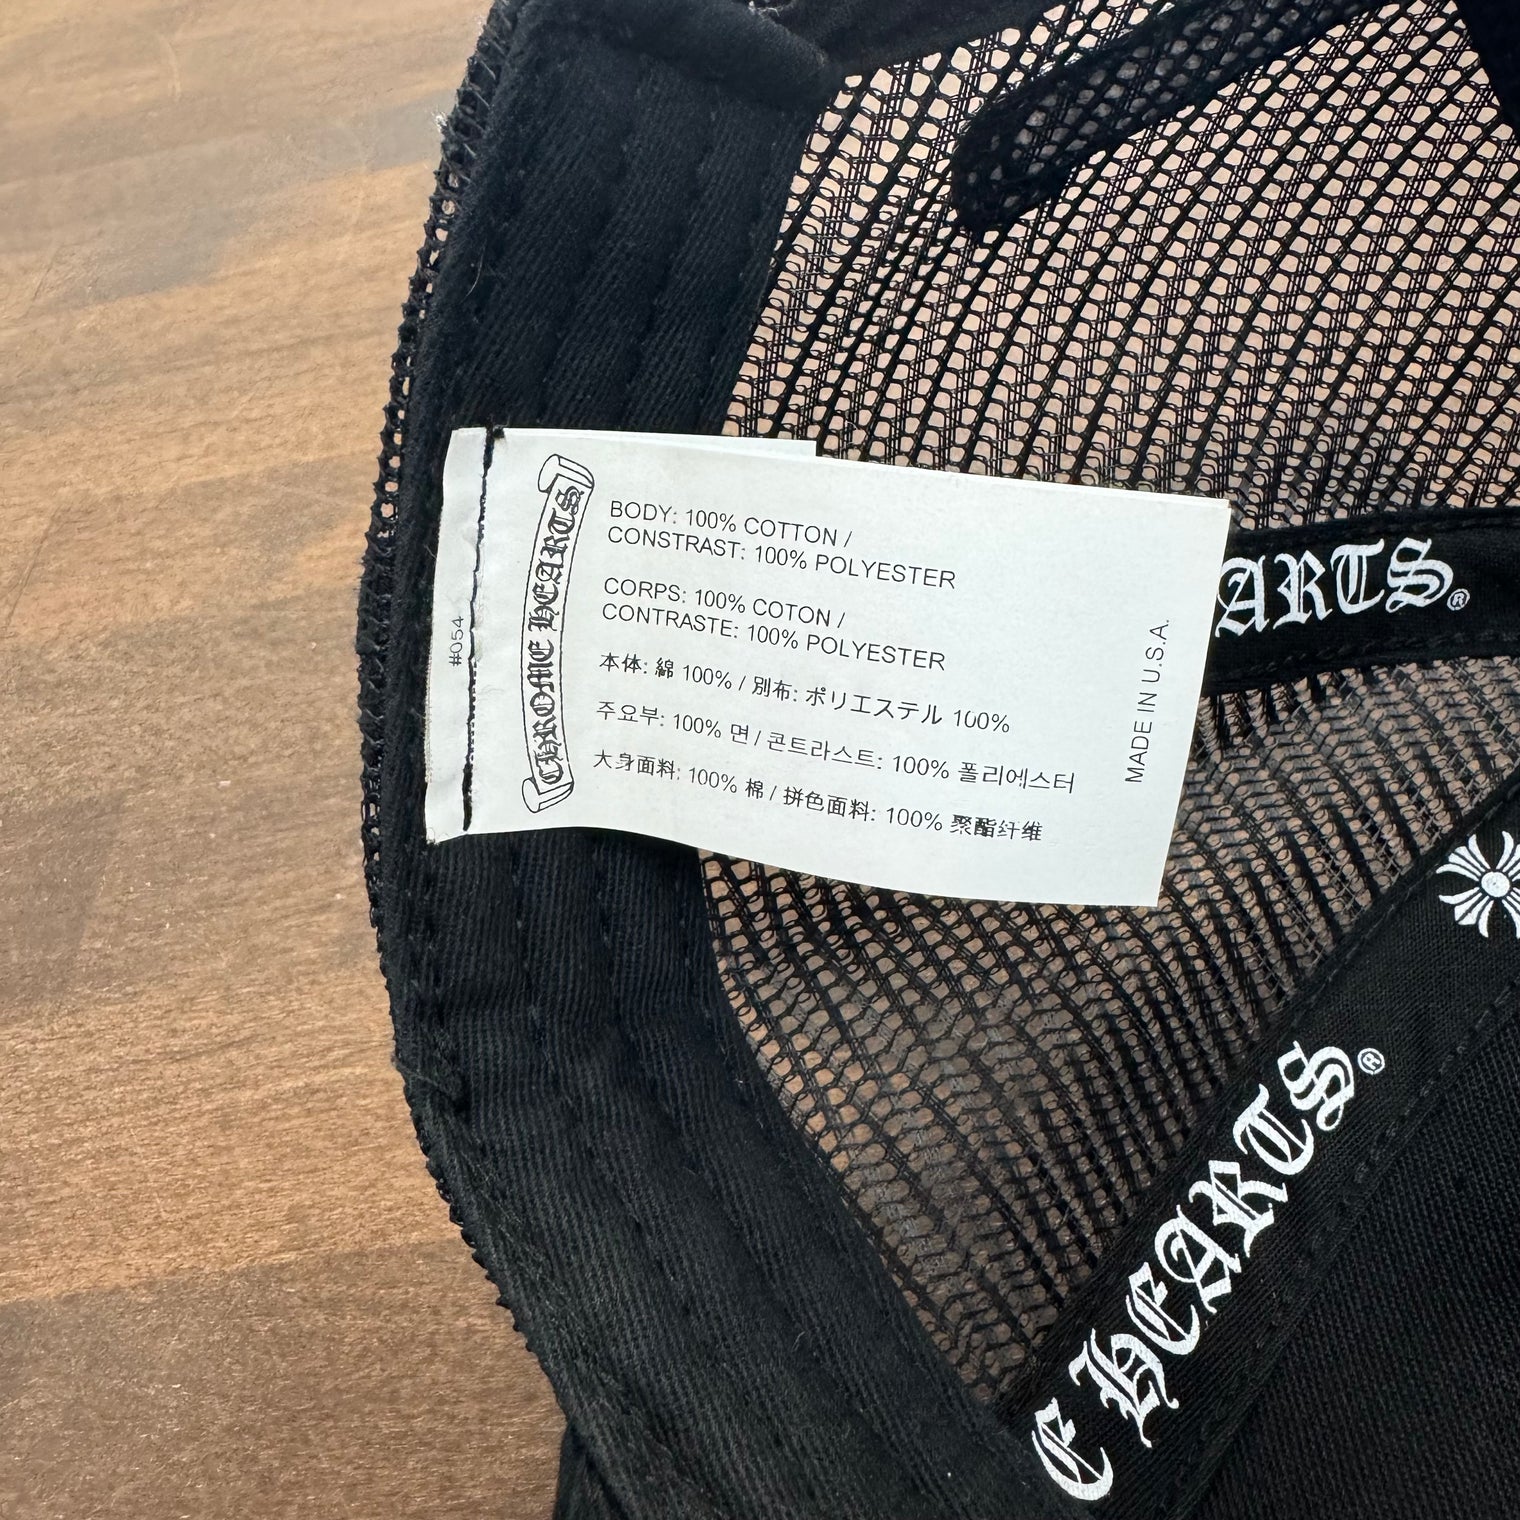 #054
CHROME HEARTS
BODY: 100% COTTON /
CONSTRAST: 100% POLYESTER
CORPS: 100% COTON /
CONTRASTE: 100% POLYESTER
本体: 綿 100% / 別布: ポリエステル 100%
주요부: 100% 면 / 콘트라스트: 100% 폴리에스터
大身面料: 100% 棉 / 拼色面料: 100% 聚酯纤维
MADE IN U.S.A.
ARTS®
E HEARTS®